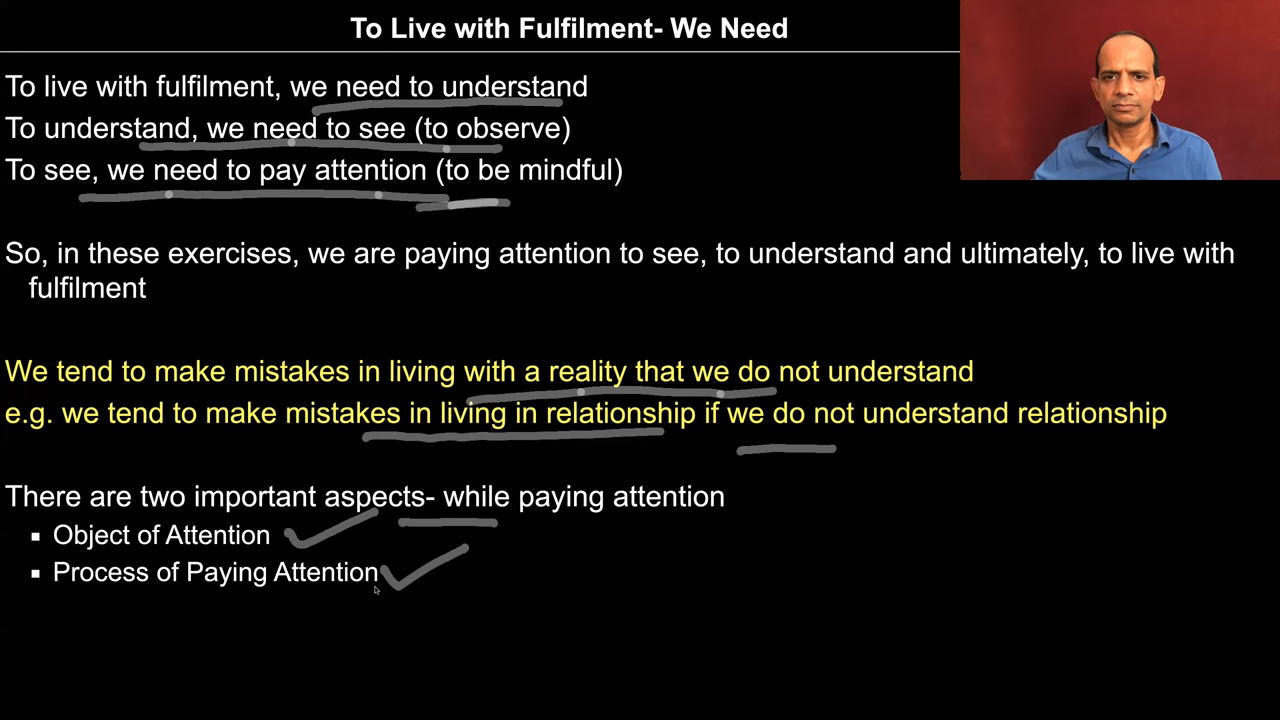 To Live with Fulfilment- We Need
To live with fulfilment, we need to understand
To understand, we need to see (to observe)
To see, we need to pay attention (to be mindful)
So, in these exercises, we are paying attention to see, to understand and ultimately, to live with
fulfilment
We tend to make mistakes in living with a reality that we do not understand
e.g. we tend to make mistakes in living in relationship if we do not understand relationship
There are two important aspects- while paying attention
▪ Object of Attention
▪ Process of Paying Attention